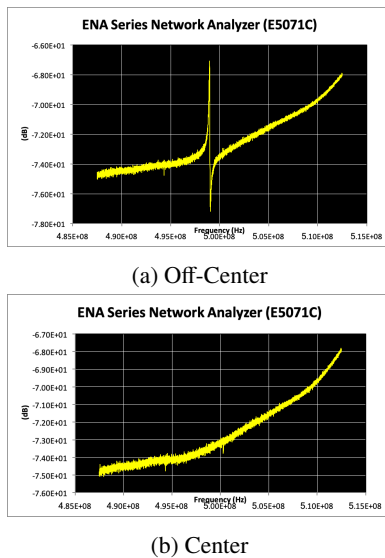 ENA Series Network Analyzer (E5071C)
-6.60E+01
-6.80E+01
-7.00E+01
(dB)
-7.20E+01
-7.40E+01
-7.60E+01
-7.80E+01
Frequency (Hz)
4.85E+08 4.90E+08 4.95E+08 5.00E+08 5.05E+08 5.10E+08 5.15E+08
(a) Off-Center
ENA Series Network Analyzer (E5071C)
-6.70E+01
-6.80E+01
-6.90E+01
-7.00E+01
(dB)
-7.10E+01
-7.20E+01
-7.30E+01
-7.40E+01
-7.50E+01
-7.60E+01
Frequency (Hz)
4.85E+08 4.90E+08 4.95E+08 5.00E+08 5.05E+08 5.10E+08 5.15E+08
(b) Center